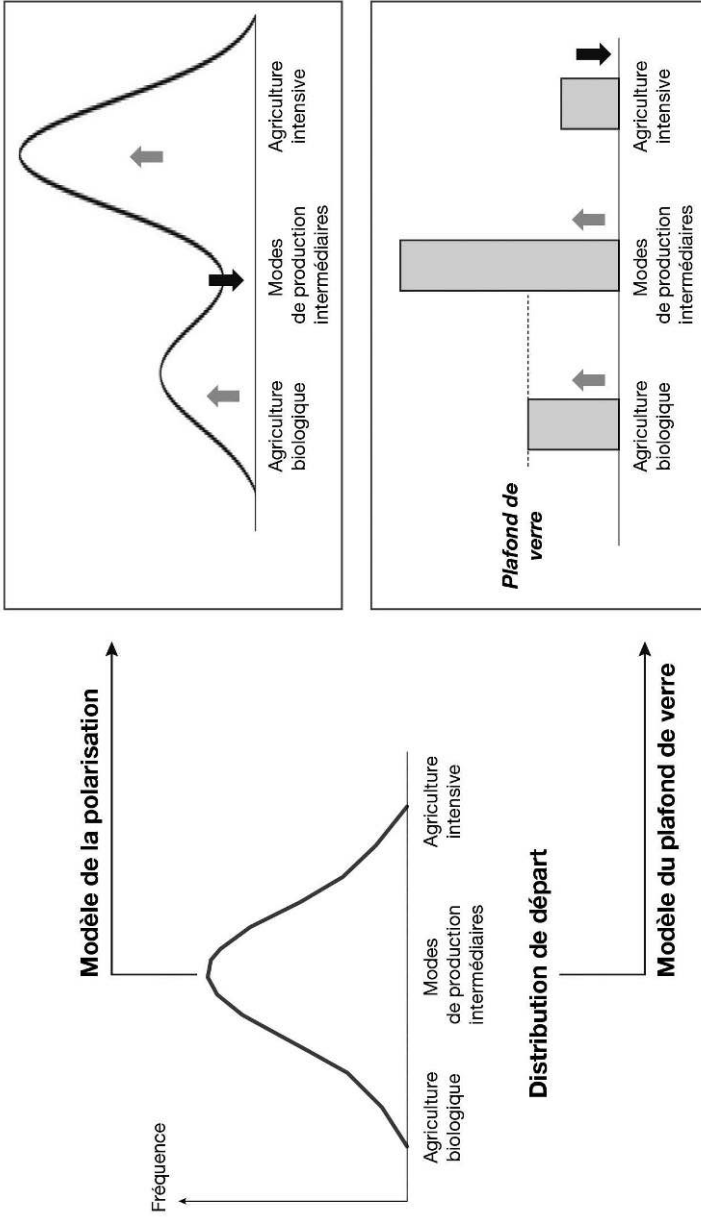 Fréquence
Agriculture
biologique
Modes
de production
intermédiaires
Agriculture
intensive
Distribution de départ
Modèle de la polarisation
Agriculture
biologique
Modes
de production
intermédiaires
Agriculture
intensive
Modèle du plafond de verre
Plafond de
verre
Agriculture
biologique
Modes
de production
intermédiaires
Agriculture
intensive